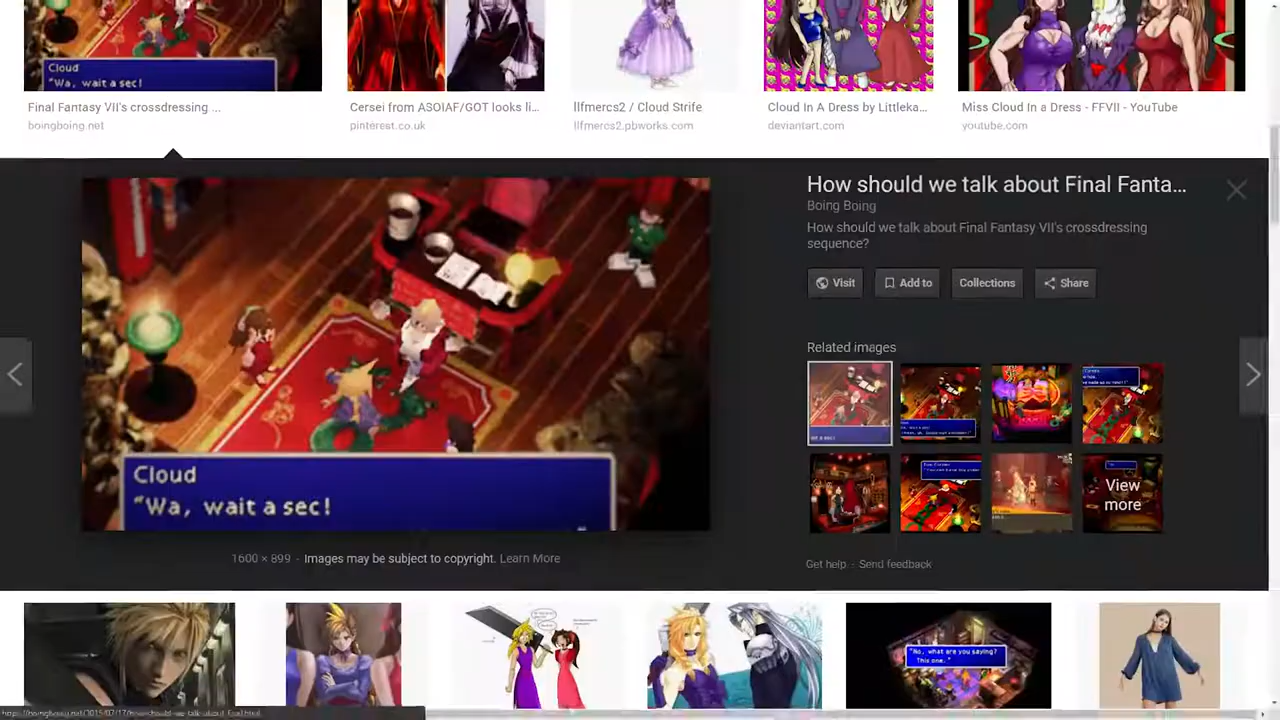 Cloud
"Wa, wait a sec!
Final Fantasy VII's crossdressing ...
boingboing.net
Cersei from ASOIAF/GOT looks li...
pinterest.co.uk
llfmercs2 / Cloud Strife
llfmercs2.pbworks.com
Cloud In A Dress by Littleka...
deviantart.com
Miss Cloud In a Dress - FFVII - YouTube
youtube.com
Cloud
"Wa, wait a sec!
1600 × 899 - Images may be subject to copyright. Learn More
How should we talk about Final Fanta...
Boing Boing
How should we talk about Final Fantasy VII's crossdressing
sequence?
Visit
Add to
Collections
Share
Related images
View
more
Get help - Send feedback
"No, what are you saying?
This one."